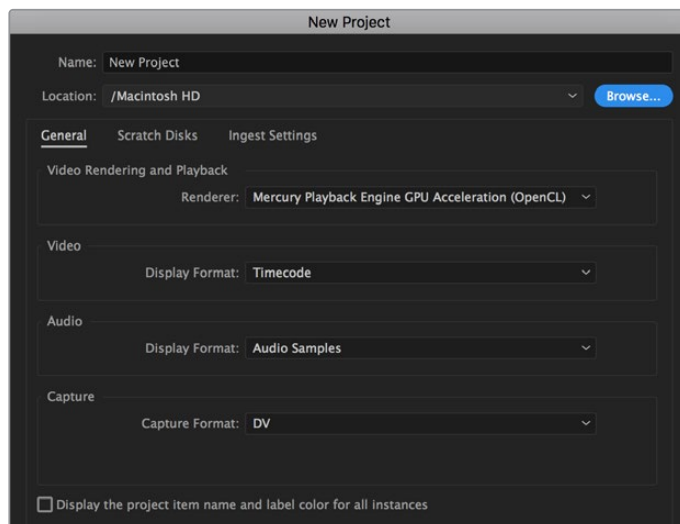 New Project
Name: New Project
Location: /Macintosh HD Browse...
General Scratch Disks Ingest Settings
Video Rendering and Playback
Renderer: Mercury Playback Engine GPU Acceleration (OpenCL)
Video
Display Format: Timecode
Audio
Display Format: Audio Samples
Capture
Capture Format: DV
Display the project item name and label color for all instances